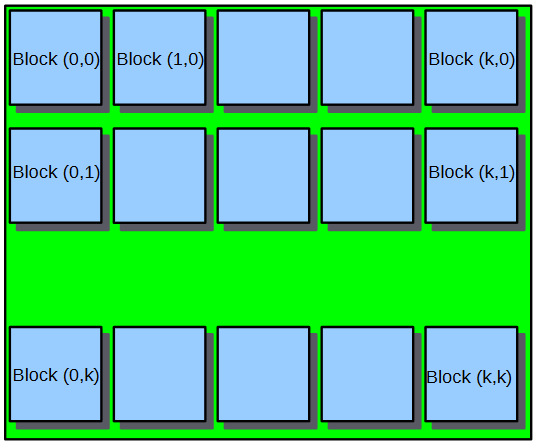 Block (0,0)
Block (1,0)
Block (k,0)
Block (0,1)
Block (k,1)
Block (0,k)
Block (k,k)